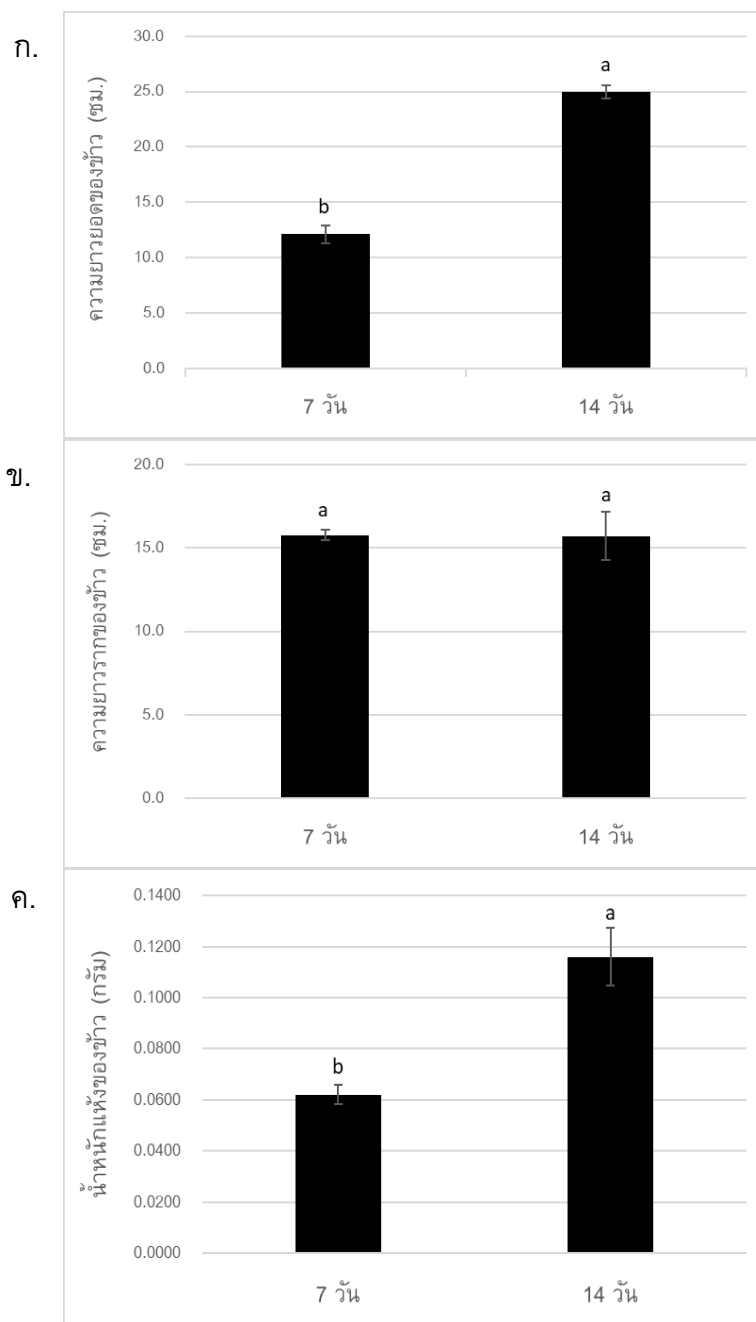 ก.
ความยาวยอดของข้าว (ซม.)
30.0
25.0
20.0
15.0
10.0
5.0
0.0
b
a
7 วัน
14 วัน
ข.
ความยาวรากของข้าว (ซม.)
20.0
15.0
10.0
5.0
0.0
a
a
7 วัน
14 วัน
ค.
น้ำหนักแห้งของข้าว (กรัม)
0.1400
0.1200
0.1000
0.0800
0.0600
0.0400
0.0200
0.0000
b
a
7 วัน
14 วัน